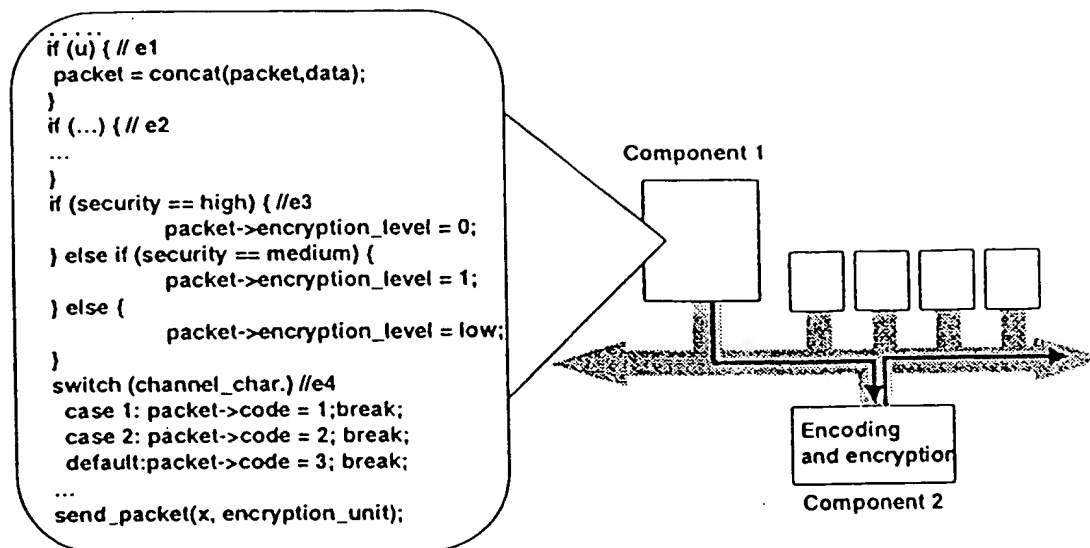 ......
if (u) { // e1
packet = concat(packet,data);
}
if (...) { // e2
...
}
if (security == high) { //e3
packet->encryption_level = 0;
} else if (security == medium) {
packet->encryption_level = 1;
} else {
packet->encryption_level = low;
}
switch (channel_char.) //e4
case 1: packet->code = 1;break;
case 2: packet->code = 2; break;
default:packet->code = 3; break;
...
send_packet(x, encryption_unit);
Component 1
Encoding
and encryption
Component 2